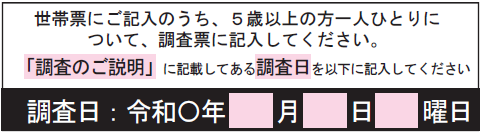 世帯票にご記入のうち、５歳以上の方一人ひとりに
ついて、調査票に記入してください。
「調査のご説明」に記載してある調査日を以下に記入してください
調査日：令和〇年　月　日　曜日